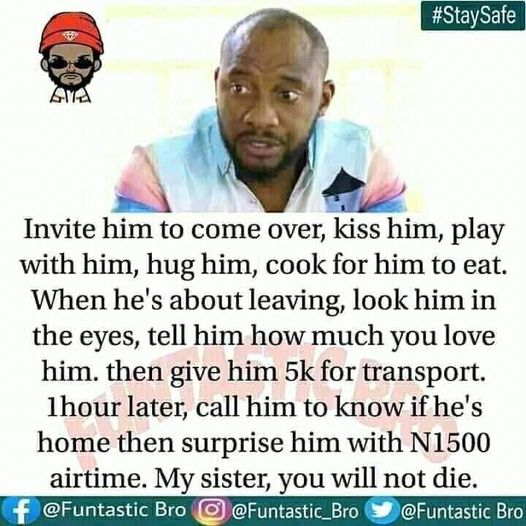 #StaySafe
Invite him to come over, kiss him, play
with him, hug him, cook for him to eat.
When he's about leaving, look him in
the eyes, tell him how much you love
him. then give him 5k for transport.
1hour later, call him to know if he's
home then surprise him with N1500
airtime. My sister, you will not die.
FUNTASTIC BRO
@Funtastic Bro @Funtastic_Bro @Funtastic Bro